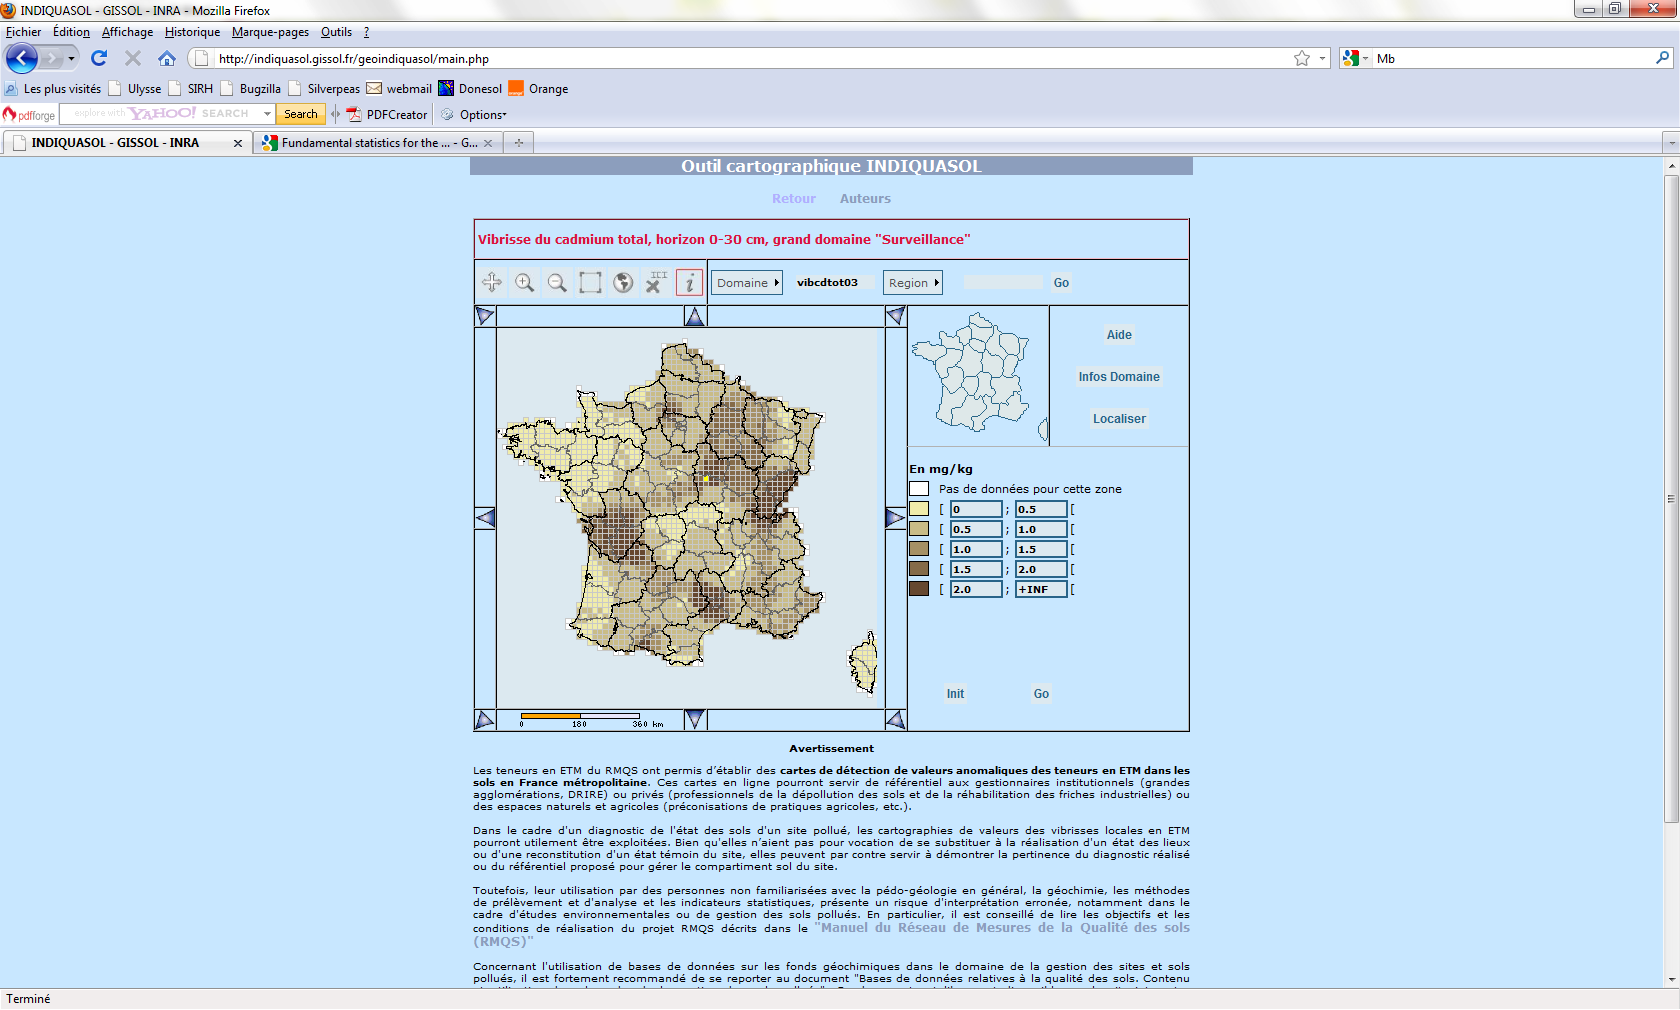 INDIQUASOL - GISSOL - INRA - Mozilla Firefox
Fichier Édition Affichage Historique Marque-pages Outils ?
http://indiquasol.gissol.fr/geoindiquasol/main.php
Mb
Les plus visités Ulysse SIRH Bugzilla Silverpeas webmail Donesol Orange
pdfforge explore with YAHOO! SEARCH Search PDFCreator Options
INDIQUASOL - GISSOL - INRA
Fundamental statistics for the ... - G...
Outil cartographique INDIQUASOL
Retour Auteurs
Vibrisse du cadmium total, horizon 0-30 cm, grand domaine "Surveillance"
ICI i Domaine vibcdtot03 Region Go
Aide
Infos Domaine
Localiser
En mg/kg
Pas de données pour cette zone
[ 0 ; 0.5 [
[ 0.5 ; 1.0 [
[ 1.0 ; 1.5 [
[ 1.5 ; 2.0 [
[ 2.0 ; +INF [
Init Go
0 180 360 km
Avertissement
Les teneurs en ETM du RMQS ont permis d'établir des cartes de détection de valeurs anomaliques des teneurs en ETM dans les
sols en France métropolitaine. Ces cartes en ligne pourront servir de référentiel aux gestionnaires institutionnels (grandes
agglomérations, DRIRE) ou privés (professionnels de la dépollution des sols et de la réhabilitation des friches industrielles) ou
des espaces naturels et agricoles (préconisations de pratiques agricoles, etc.).
Dans le cadre d'un diagnostic de l'état des sols d'un site pollué, les cartographies de valeurs des vibrisses locales en ETM
pourront utilement être exploitées. Bien qu'elles n'aient pas pour vocation de se substituer à la réalisation d'un état des lieux
ou d'une reconstitution d'un état témoin du site, elles peuvent par contre servir à démontrer la pertinence du diagnostic réalisé
ou du référentiel proposé pour gérer le compartiment sol du site.
Toutefois, leur utilisation par des personnes non familiarisées avec la pédo-géologie en général, la géochimie, les méthodes
de prélèvement et d'analyse et les indicateurs statistiques, présente un risque d'interprétation erronée, notamment dans le
cadre d'études environnementales ou de gestion des sols pollués. En particulier, il est conseillé de lire les objectifs et les
conditions de réalisation du projet RMQS décrits dans le "Manuel du Réseau de Mesures de la Qualité des sols
(RMQS)"
Concernant l'utilisation de bases de données sur les fonds géochimiques dans le domaine de la gestion des sites et sols
pollués, il est fortement recommandé de se reporter au document "Bases de données relatives à la qualité des sols. Contenu
Terminé